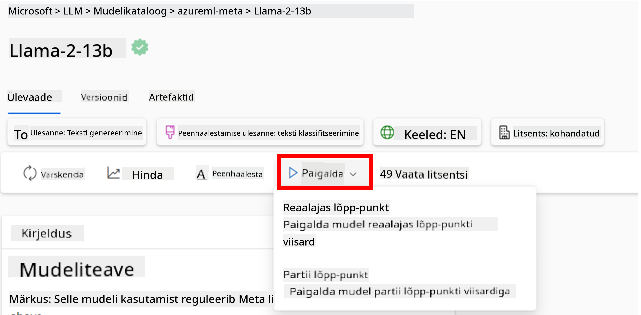 Microsoft > LLM > Mudelikataloog > azureml-meta > Llama-2-13b
Llama-2-13b
Ülevaade Versioonid Artefaktid
To Ülesanne: Teksti genereerimine Peenhäälestamise ülesanne: teksti klassifitseerimine Keeled: EN Litsents: kohandatud
Värskenda Hinda Peenhäälesta Paigalda 49 Vaata litsentsi
Reaalajas lõpp-punkt
Paigalda mudel reaalajas lõpp-punkti
viisard
Partii lõpp-punkt
Paigalda mudel partii lõpp-punkti viisardiga
Kirjeldus
Mudeliteave
Märkus: Selle mudeli kasutamist reguleerib Meta li